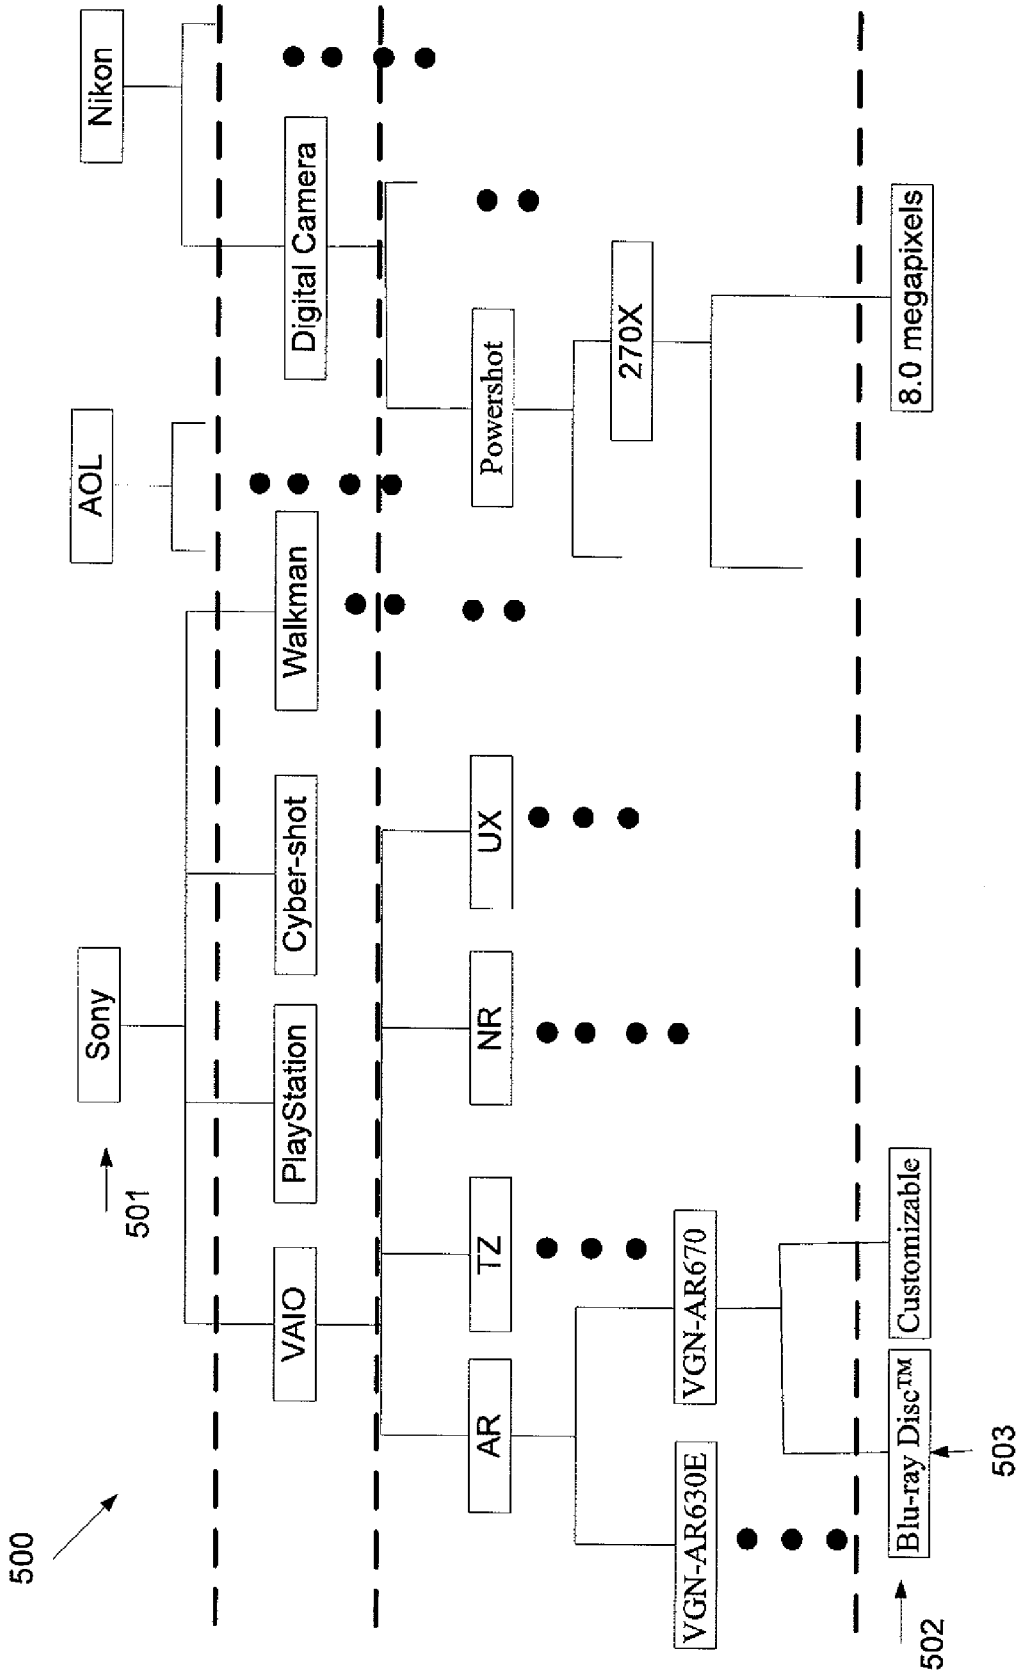 500
501
Sony
AOL
Nikon
VAIO
PlayStation
Cyber-shot
Walkman
Digital Camera
AR
TZ
NR
UX
Powershot
270X
VGN-AR630E
VGN-AR670
502
Blu-ray Disc™
Customizable
8.0 megapixels
503